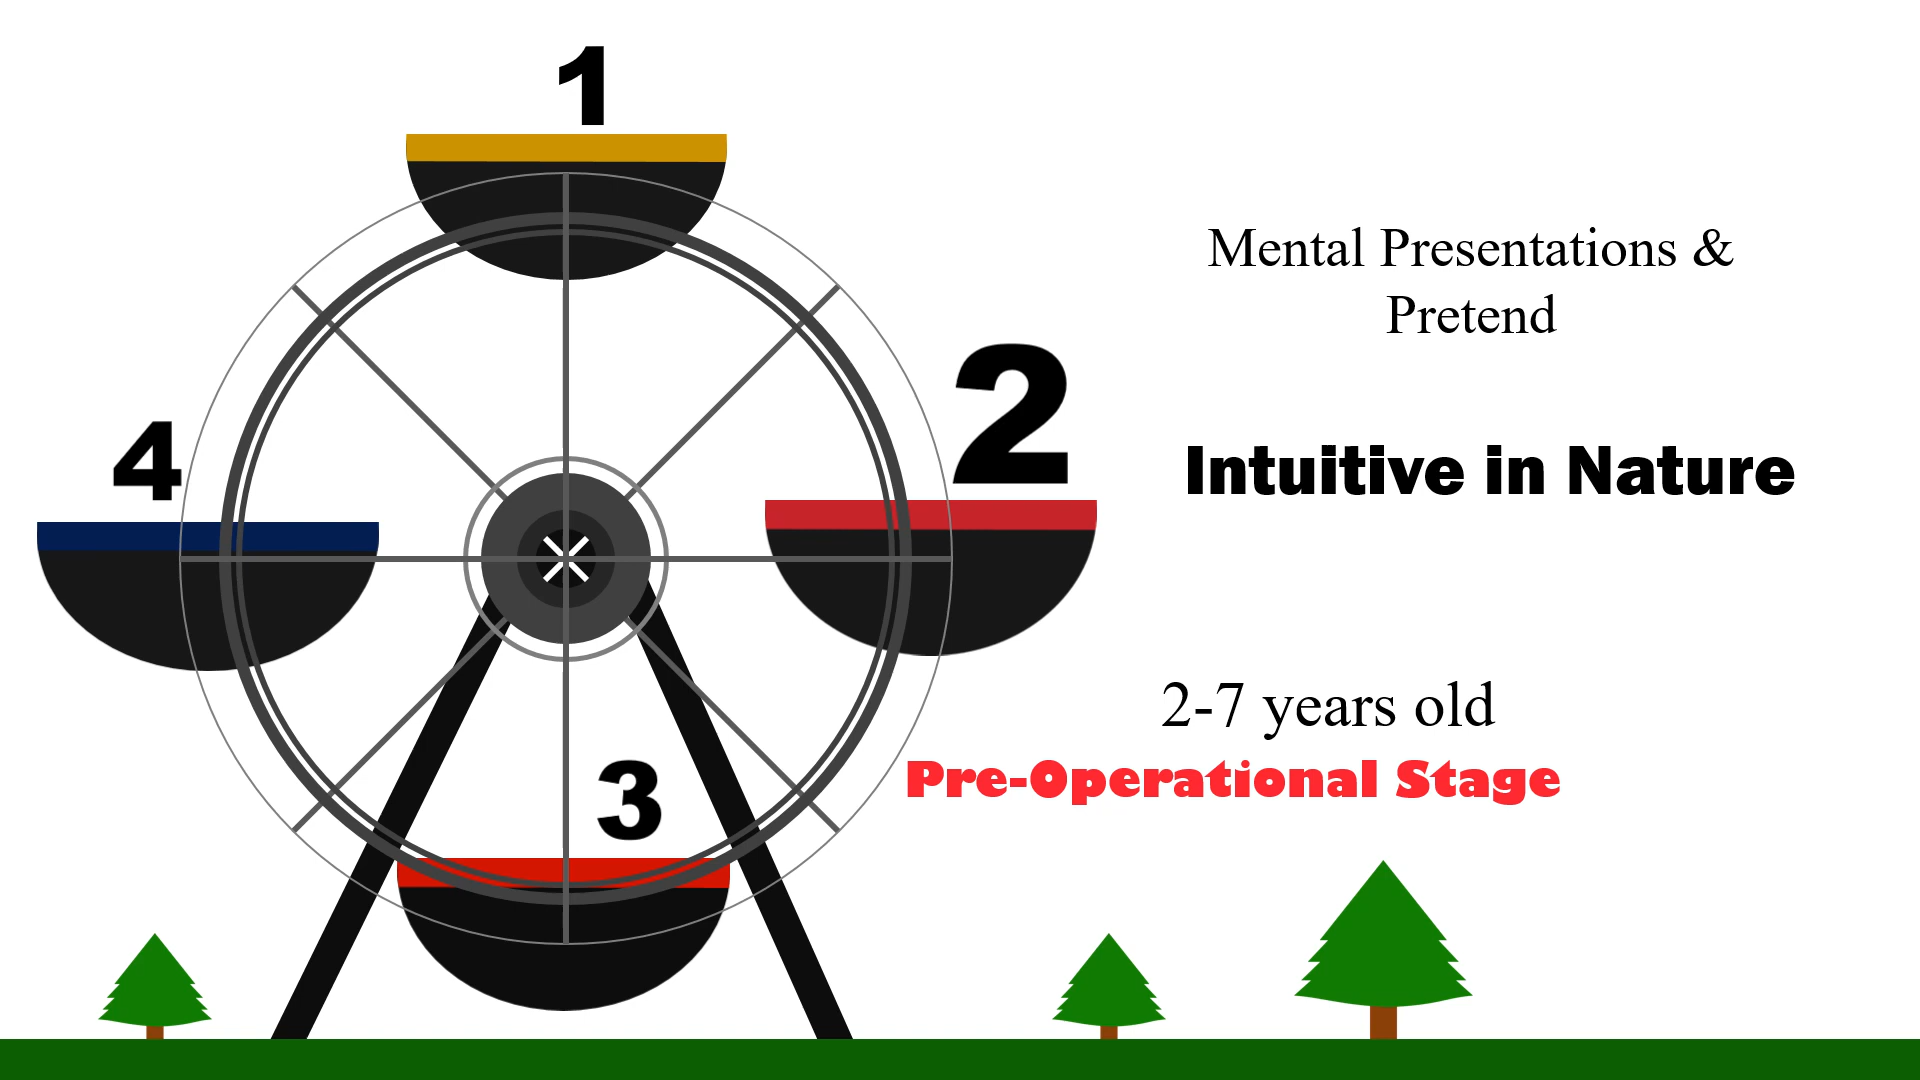 1
Mental Presentations &
Pretend
2
4
Intuitive in Nature
2-7 years old
Pre-Operational Stage
3